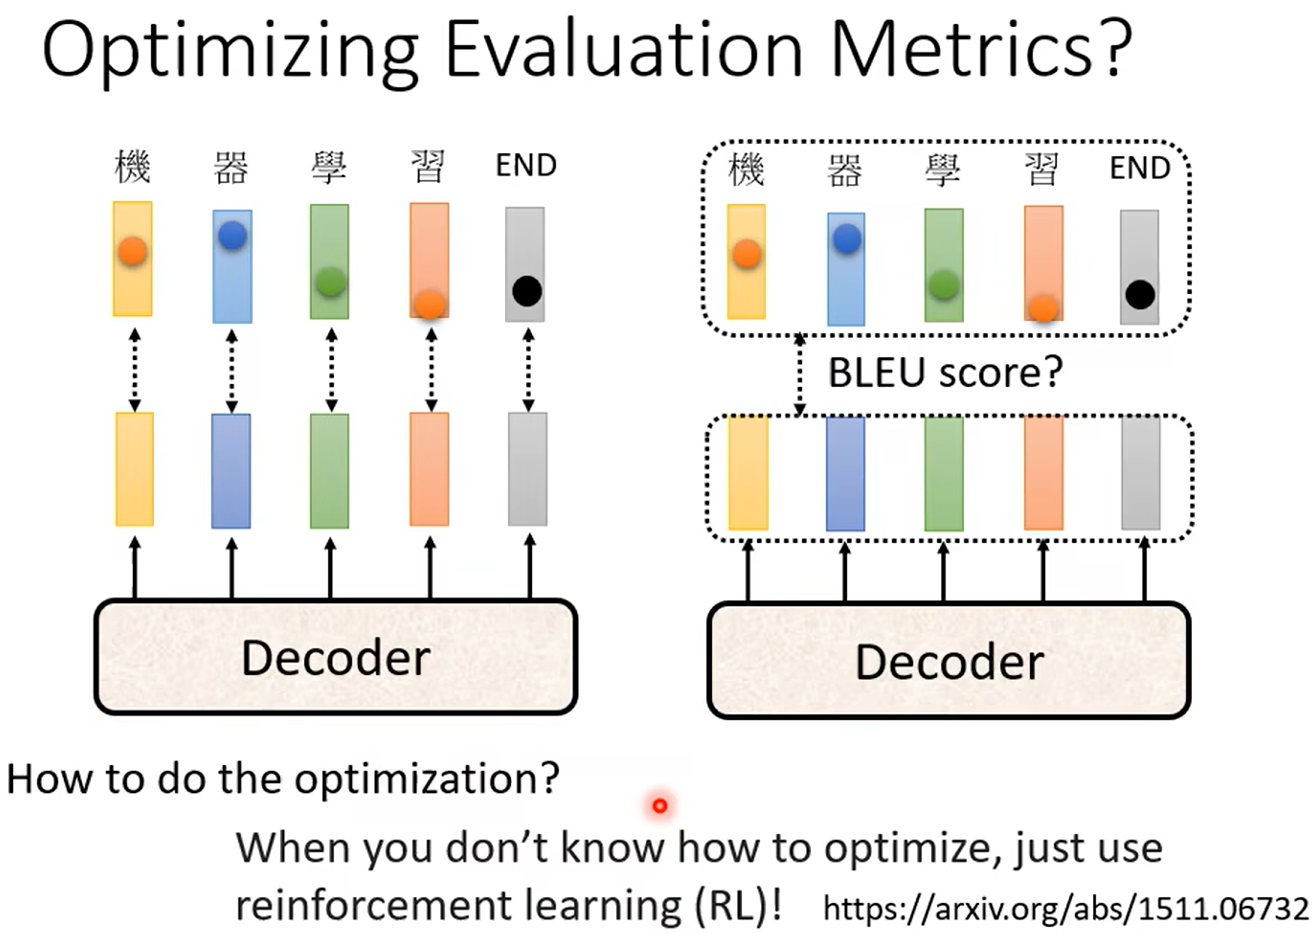 Optimizing Evaluation Metrics?
機 器 學 習 END
機 器 學 習 END
BLEU score?
Decoder
Decoder
How to do the optimization?
When you don’t know how to optimize, just use
reinforcement learning (RL)!
https://arxiv.org/abs/1511.06732